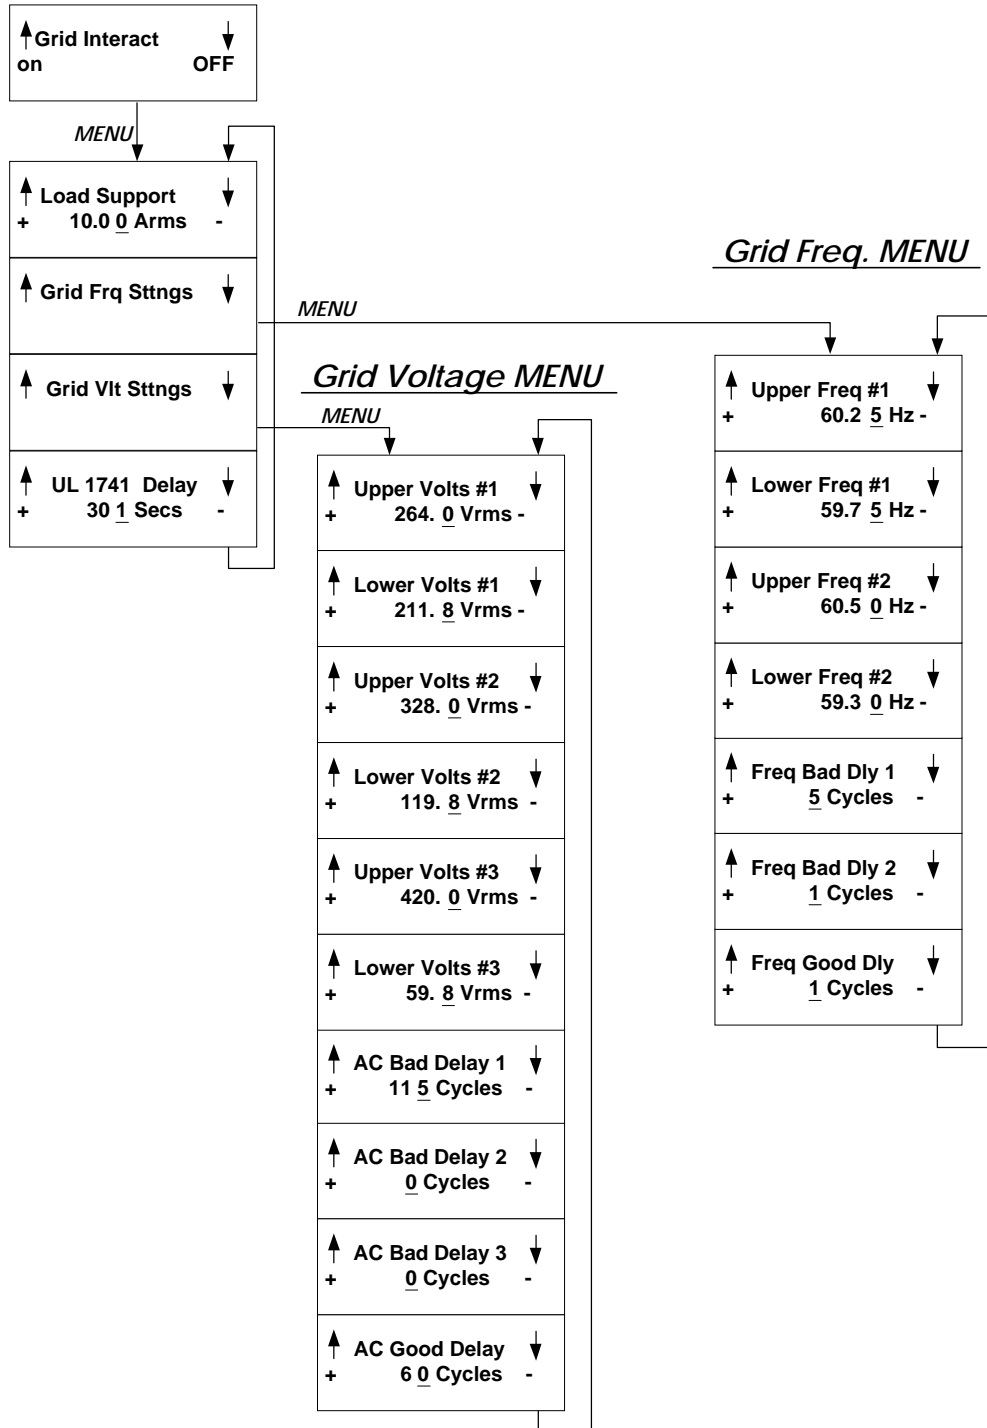 Grid Interact
on OFF
MENU
Load Support
+ 10.0 0 Arms -
Grid Frq Sttngs
Grid Vlt Sttngs
UL 1741 Delay
+ 30 1 Secs -
MENU
Grid Voltage MENU
MENU
Upper Volts #1
+ 264. 0 Vrms -
Lower Volts #1
+ 211. 8 Vrms -
Upper Volts #2
+ 328. 0 Vrms -
Lower Volts #2
+ 119. 8 Vrms -
Upper Volts #3
+ 420. 0 Vrms -
Lower Volts #3
+ 59. 8 Vrms -
AC Bad Delay 1
+ 11 5 Cycles -
AC Bad Delay 2
+ 0 Cycles -
AC Bad Delay 3
+ 0 Cycles -
AC Good Delay
+ 6 0 Cycles -
Grid Freq. MENU
Upper Freq #1
+ 60.2 5 Hz -
Lower Freq #1
+ 59.7 5 Hz -
Upper Freq #2
+ 60.5 0 Hz -
Lower Freq #2
+ 59.3 0 Hz -
Freq Bad Dly 1
+ 5 Cycles -
Freq Bad Dly 2
+ 1 Cycles -
Freq Good Dly
+ 1 Cycles -